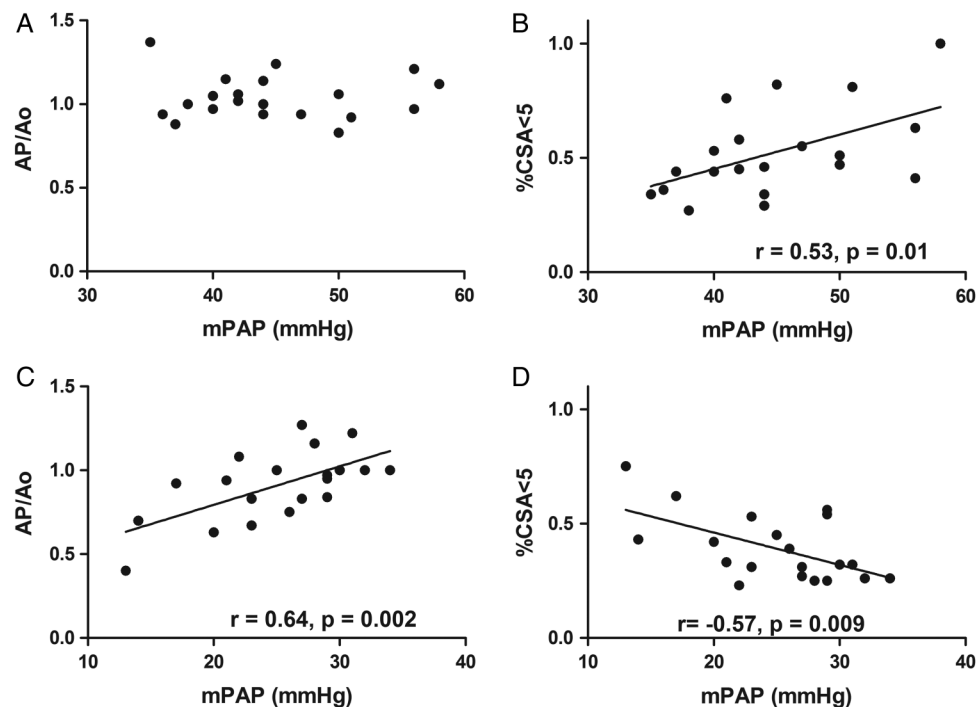 A
1.5
1.0
0.5
0.0
AP/Ao
30 40 50 60
mPAP (mmHg)
B
1.0
0.5
0.0
%CSA<5
r = 0.53, p = 0.01
30 40 50 60
mPAP (mmHg)
C
1.5
1.0
0.5
0.0
AP/Ao
r = 0.64, p = 0.002
10 20 30 40
mPAP (mmHg)
D
1.0
0.5
0.0
%CSA<5
r= -0.57, p = 0.009
10 20 30 40
mPAP (mmHg)